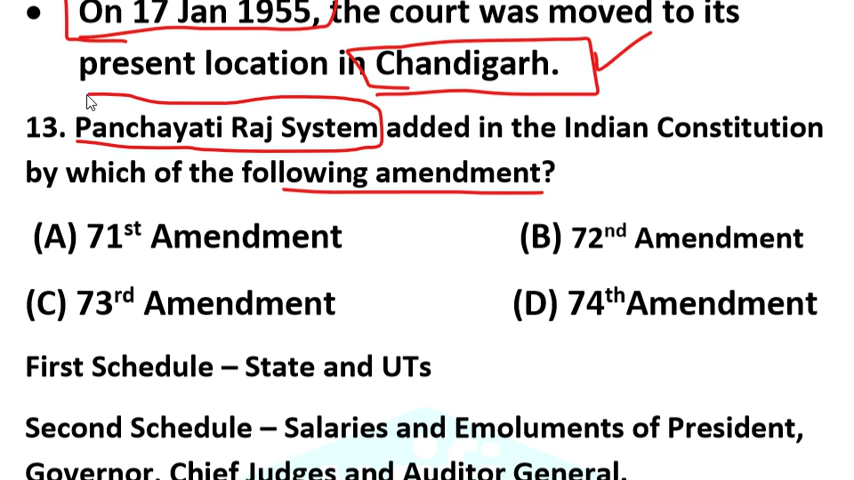 • On 17 Jan 1955, the court was moved to its
present location in Chandigarh.
13. Panchayati Raj System added in the Indian Constitution
by which of the following amendment?
(A) 71st Amendment (B) 72nd Amendment
(C) 73rd Amendment (D) 74thAmendment
First Schedule – State and UTs
Second Schedule – Salaries and Emoluments of President,
Governor, Chief Judges and Auditor General.